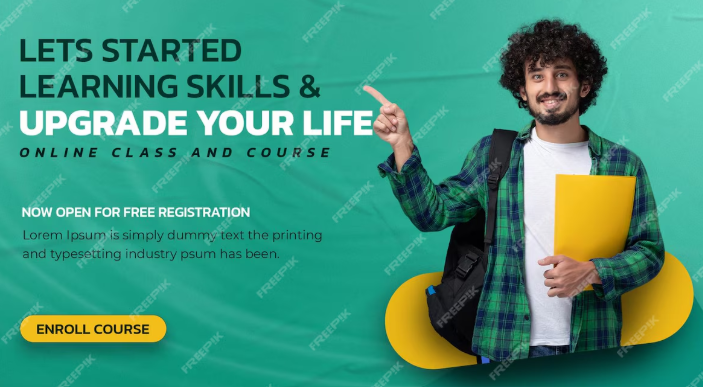 LETS STARTED
LEARNING SKILLS &
UPGRADE YOUR LIFE
ONLINE CLASS AND COURSE
NOW OPEN FOR FREE REGISTRATION
Lorem Ipsum is simply dummy text the printing
and typesetting industry psum has been.
ENROLL COURSE
FREEPIK